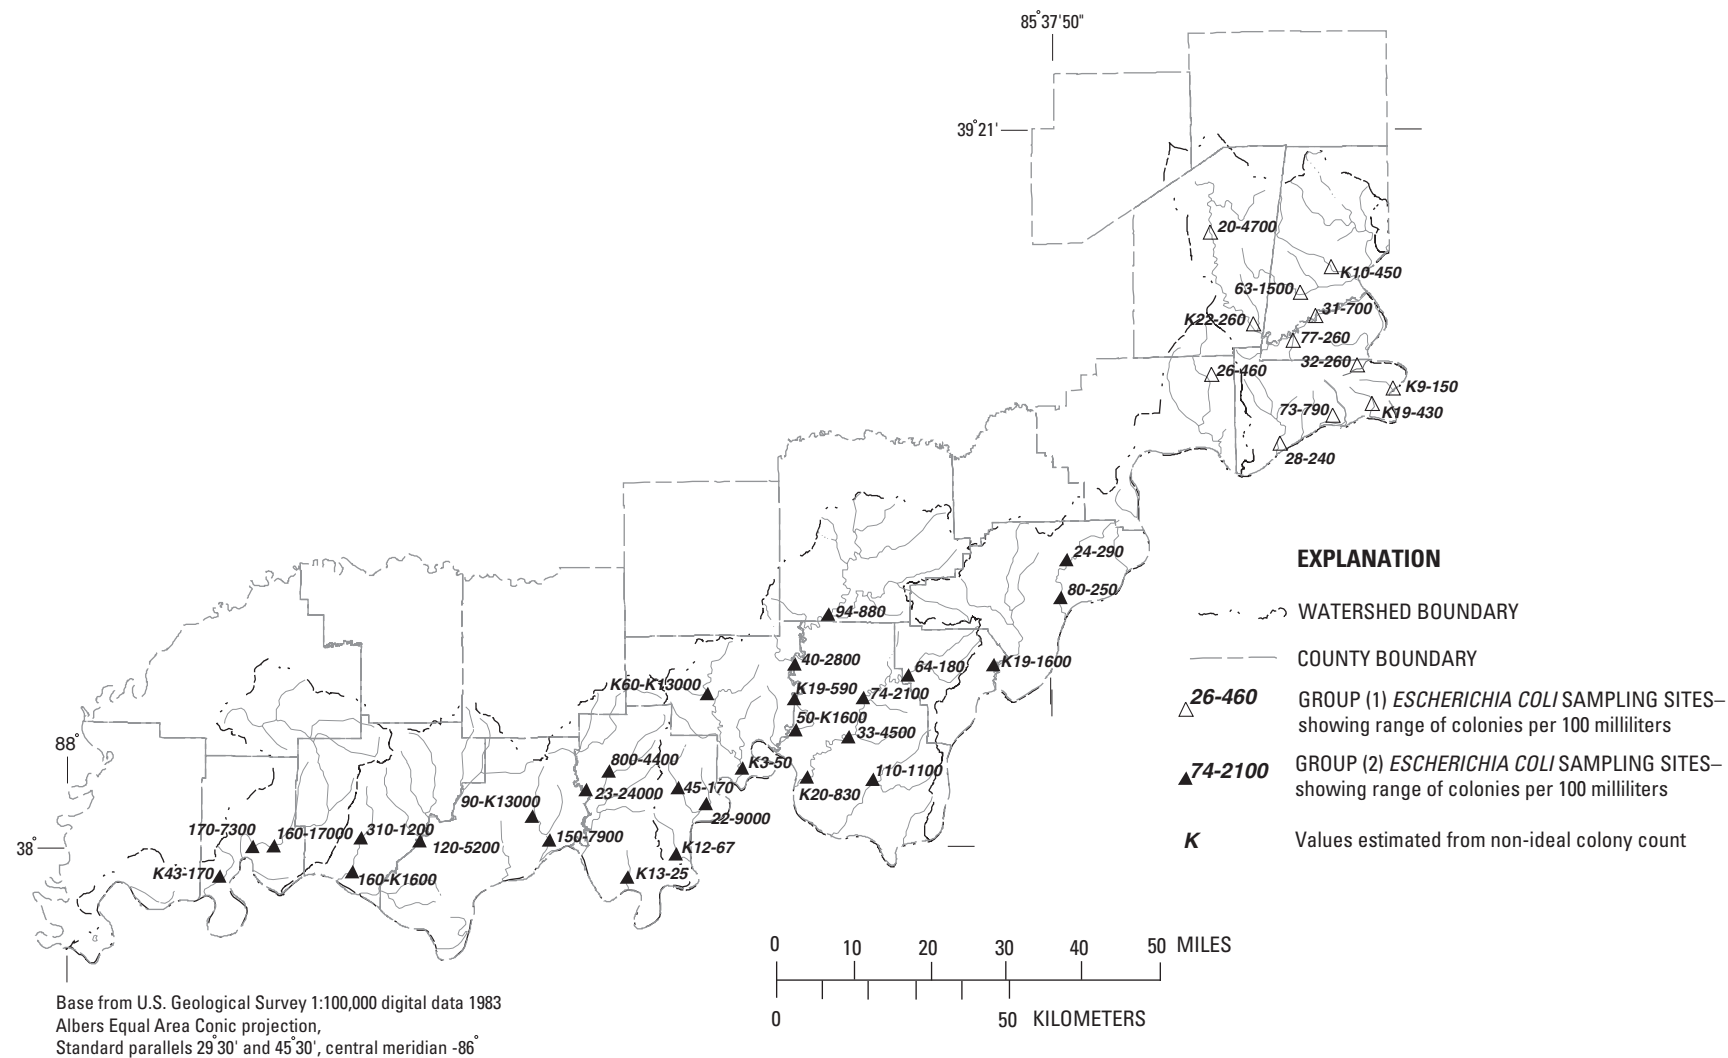 85°37'50"
39°21'
20-4700
K10-450
63-1500
31-700
K22-260
77-260
32-260
26-460
K9-150
73-790
K19-430
28-240
24-290
80-250
94-880
40-2800
64-180
K19-1600
K60-K13000
K19-590
74-2100
50-K1600
33-4500
88°
K3-50
800-4400
110-1100
45-170
K20-830
23-24000
90-K13000
22-9000
170-7300
160-17000
310-1200
150-7900
120-5200
38°
K12-67
K43-170
160-K1600
K13-25
EXPLANATION
WATERSHED BOUNDARY
COUNTY BOUNDARY
26-460
GROUP (1) ESCHERICHIA COLI SAMPLING SITES–
showing range of colonies per 100 milliliters
74-2100
GROUP (2) ESCHERICHIA COLI SAMPLING SITES–
showing range of colonies per 100 milliliters
K
Values estimated from non-ideal colony count
0 10 20 30 40 50 MILES
0 50 KILOMETERS
Base from U.S. Geological Survey 1:100,000 digital data 1983
Albers Equal Area Conic projection,
Standard parallels 29°30' and 45°30', central meridian -86°